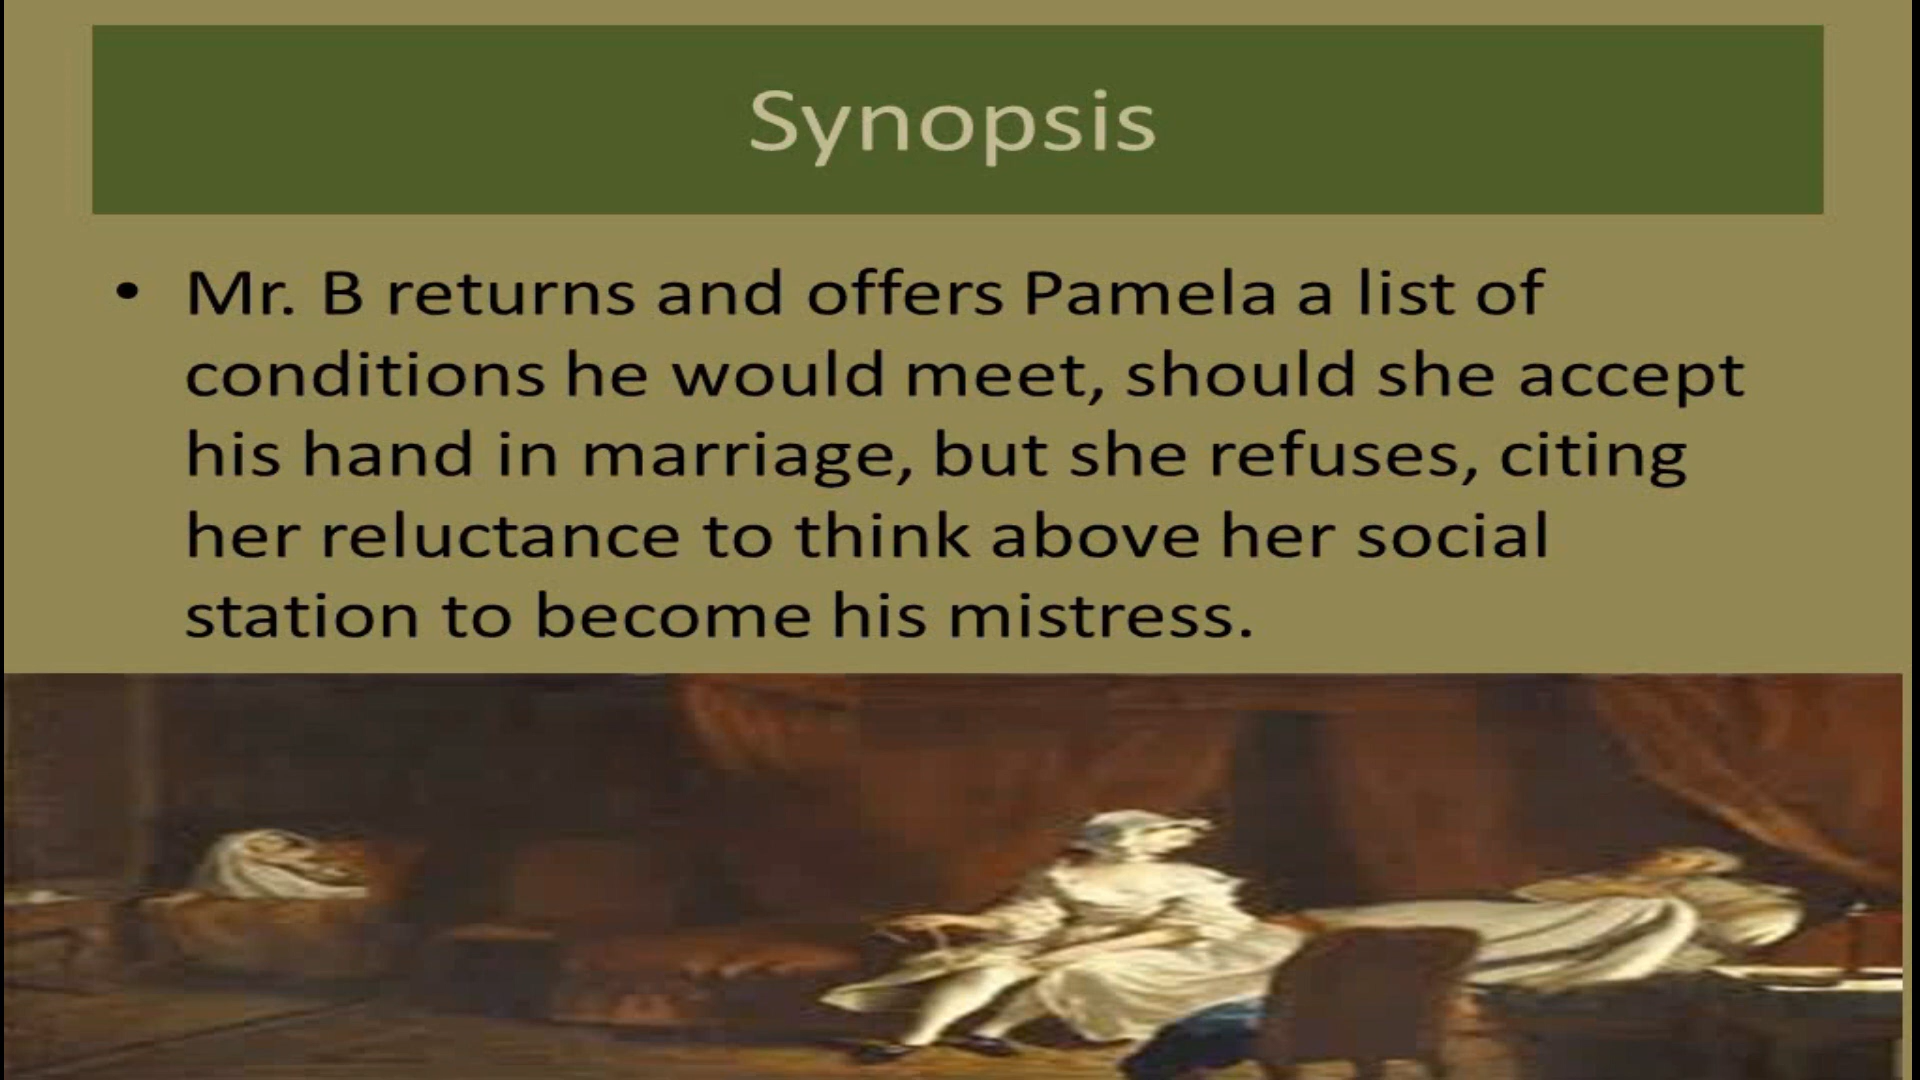 Synopsis
• Mr. B returns and offers Pamela a list of
conditions he would meet, should she accept
his hand in marriage, but she refuses, citing
her reluctance to think above her social
station to become his mistress.